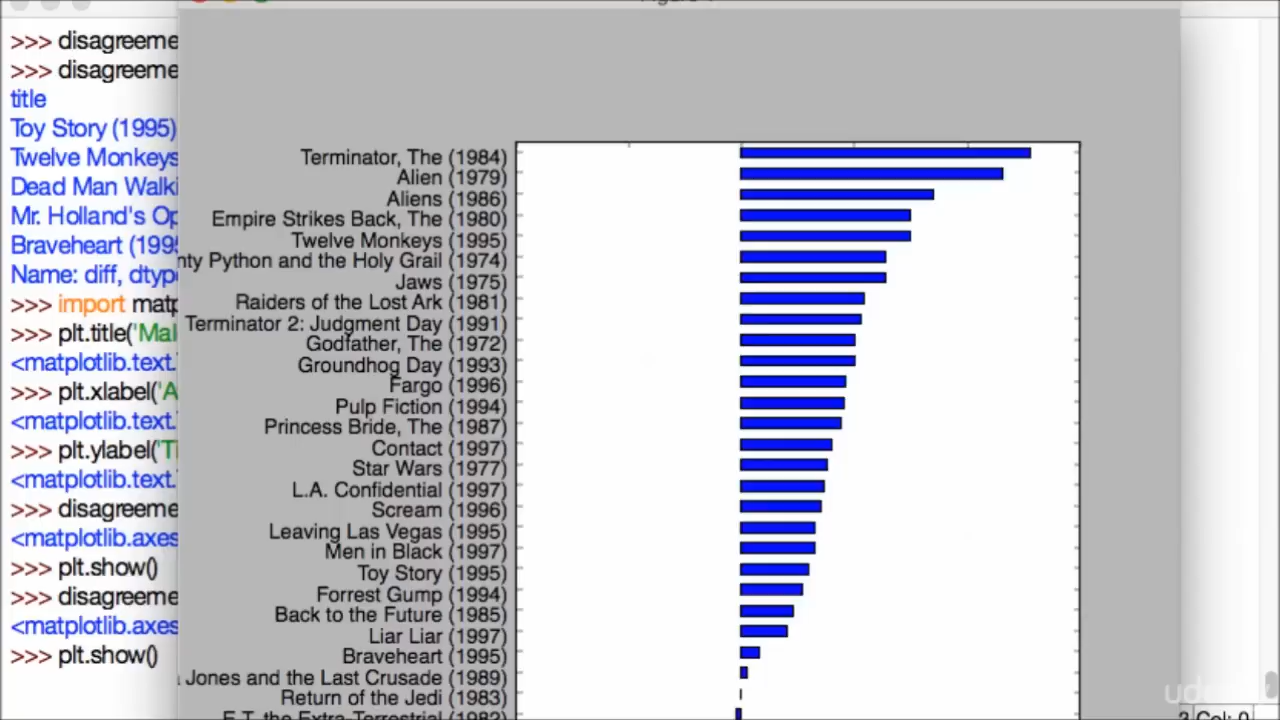 >>> disagreeme
>>> disagreeme
title
Toy Story (1995)
Twelve Monkeys
Dead Man Walki
Mr. Holland's Op
Braveheart (199
Name: diff, dtyp
>>> import matp
>>> plt.title('Mal
<matplotlib.text.
>>> plt.xlabel('A
<matplotlib.text.
>>> plt.ylabel('Ti
<matplotlib.text.
>>> disagreeme
<matplotlib.axes
>>> plt.show()
>>> disagreeme
<matplotlib.axes
>>> plt.show()
Terminator, The (1984)
Alien (1979)
Aliens (1986)
Empire Strikes Back, The (1980)
Twelve Monkeys (1995)
nty Python and the Holy Grail (1974)
Jaws (1975)
Raiders of the Lost Ark (1981)
Terminator 2: Judgment Day (1991)
Godfather, The (1972)
Groundhog Day (1993)
Fargo (1996)
Pulp Fiction (1994)
Princess Bride, The (1987)
Contact (1997)
Star Wars (1977)
L.A. Confidential (1997)
Scream (1996)
Leaving Las Vegas (1995)
Men in Black (1997)
Toy Story (1995)
Forrest Gump (1994)
Back to the Future (1985)
Liar Liar (1997)
Braveheart (1995)
Jones and the Last Crusade (1989)
Return of the Jedi (1983)
E.T. the Extra-Terrestrial (1982)
udemy